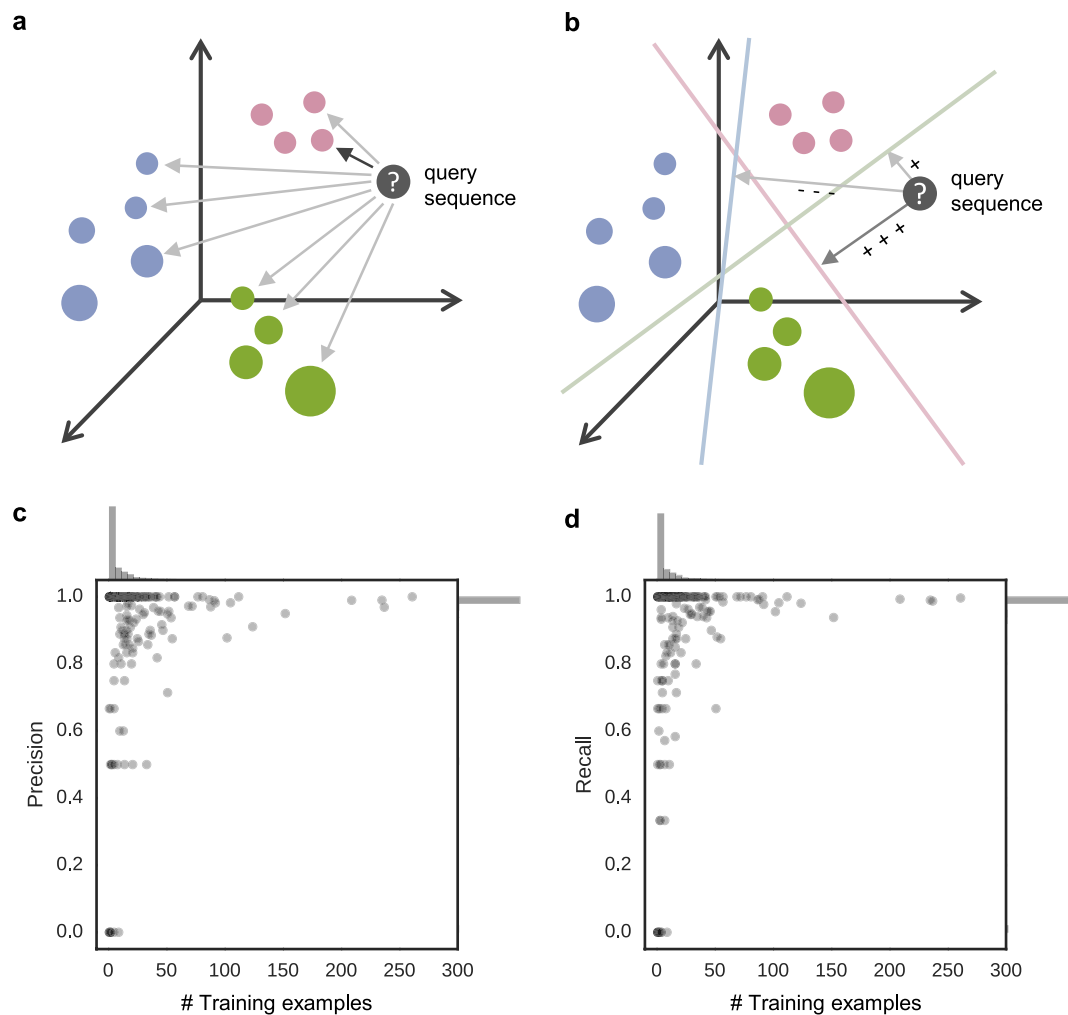 a
b
?
query
sequence
- - -
+
+ + +
?
query
sequence
c
d
1.0
0.8
0.6
0.4
0.2
0.0
Precision
0
50
100
150
200
250
300
# Training examples
1.0
0.8
0.6
0.4
0.2
0.0
Recall
0
50
100
150
200
250
300
# Training examples